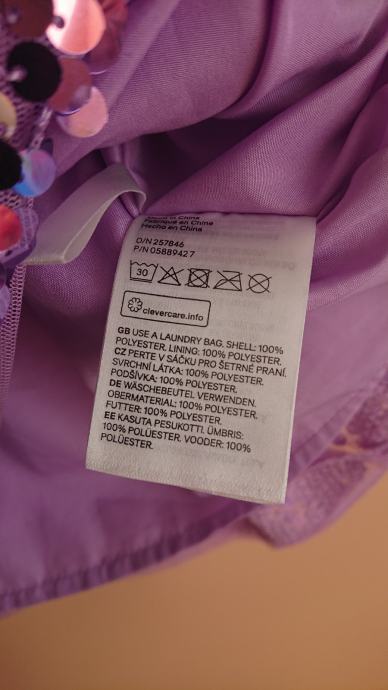 Made in China
Fabriqué en Chine
Hecho en China
D/N 257846
P/N 05889427
30
clevercare.info
GB USE A LAUNDRY BAG. SHELL: 100%
POLYESTER. LINING: 100% POLYESTER.
CZ PERTE V SÁČKU PRO ŠETRNÉ PRANÍ.
SVRCHNÍ LÁTKA: 100% POLYESTER.
PODŠÍVKA: 100% POLYESTER.
DE WÄSCHEBEUTEL VERWENDEN.
OBERMATERIAL: 100% POLYESTER.
FUTTER: 100% POLYESTER.
EE KASUTA PESUKOTTI. ÜMBRIS:
100% POLÜESTER. VOODER: 100%
POLÜESTER.